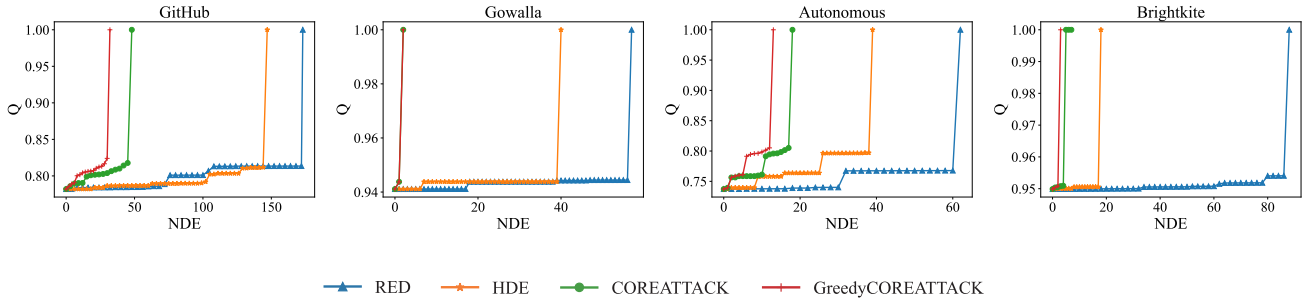 GitHub
1.00
0.95
0.90
0.85
0.80
Q
0 50 100 150
NDE
Gowalla
1.00
0.98
0.96
0.94
Q
0 20 40
NDE
Autonomous
1.00
0.95
0.90
0.85
0.80
0.75
Q
0 20 40 60
NDE
Brightkite
1.00
0.99
0.98
0.97
0.96
0.95
Q
0 20 40 60 80
NDE
RED HDE COREATTACK GreedyCOREATTACK